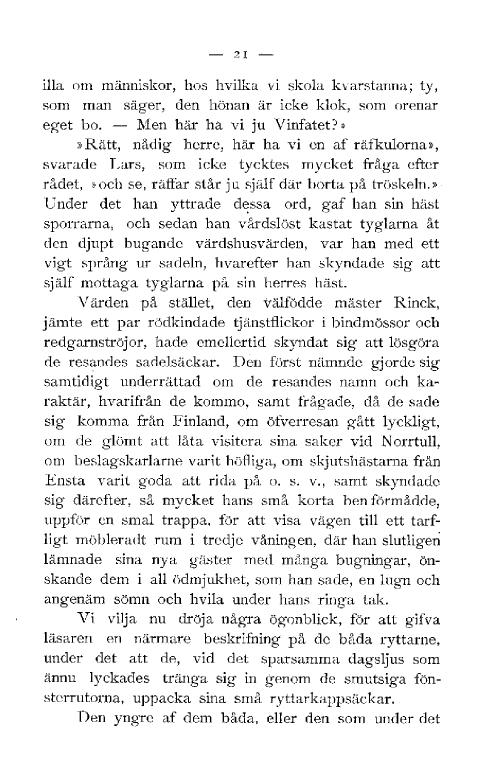 — 21 —
illa om människor, hos hvilka vi skola kvarstanna; ty,
som man säger, den hönan är icke klok, som orenar
eget bo. — Men här ha vi ju Vinfatet?»
»Rätt, nådig herre, här ha vi en af räfkulorna»,
svarade Lars, som icke tycktes mycket fråga efter
rådet, »och se, räffar står ju själf där borta på tröskeln.»
Under det han yttrade dessa ord, gaf han sin häst
sporrarna, och sedan han vårdslöst kastat tyglarna åt
den djupt bugande värdshusvärden, var han med ett
vigt språng ur sadeln, hvarefter han skyndade sig att
själf mottaga tyglarna på sin herres häst.
Värden på stället, den välfödde mäster Rinck,
jämte ett par rödkindade tjänstflickor i bindmössor och
redgarnströjor, hade emellertid skyndat sig att lösgöra
de resandes sadelsäckar. Den först nämnde gjorde sig
samtidigt underrättad om de resandes namn och ka-
raktär, hvarifrån de kommo, samt frågade, då de sade
sig komma från Finland, om öfverresan gått lyckligt,
om de glömt att låta visitera sina saker vid Norrtull,
om beslagskarlarne varit höfliga, om skjutshästarna från
Ensta varit goda att rida på o. s. v., samt skyndade
sig därefter, så mycket hans små korta ben förmådde,
uppför en smal trappa, för att visa vägen till ett tarf-
ligt möbleradt rum i tredje våningen, där han slutligen
lämnade sina nya gäster med många bugningar, ön-
skande dem i all ödmjukhet, som han sade, en lugn och
angenäm sömn och hvila under hans ringa tak.
Vi vilja nu dröja några ögonblick, för att gifva
läsaren en närmare beskrifning på de båda ryttarne,
under det att de, vid det sparsamma dagsljus som
ännu lyckades tränga sig in genom de smutsiga fön-
sterrutorna, uppacka sina små ryttarkappsäckar.
Den yngre af dem båda, eller den som under det